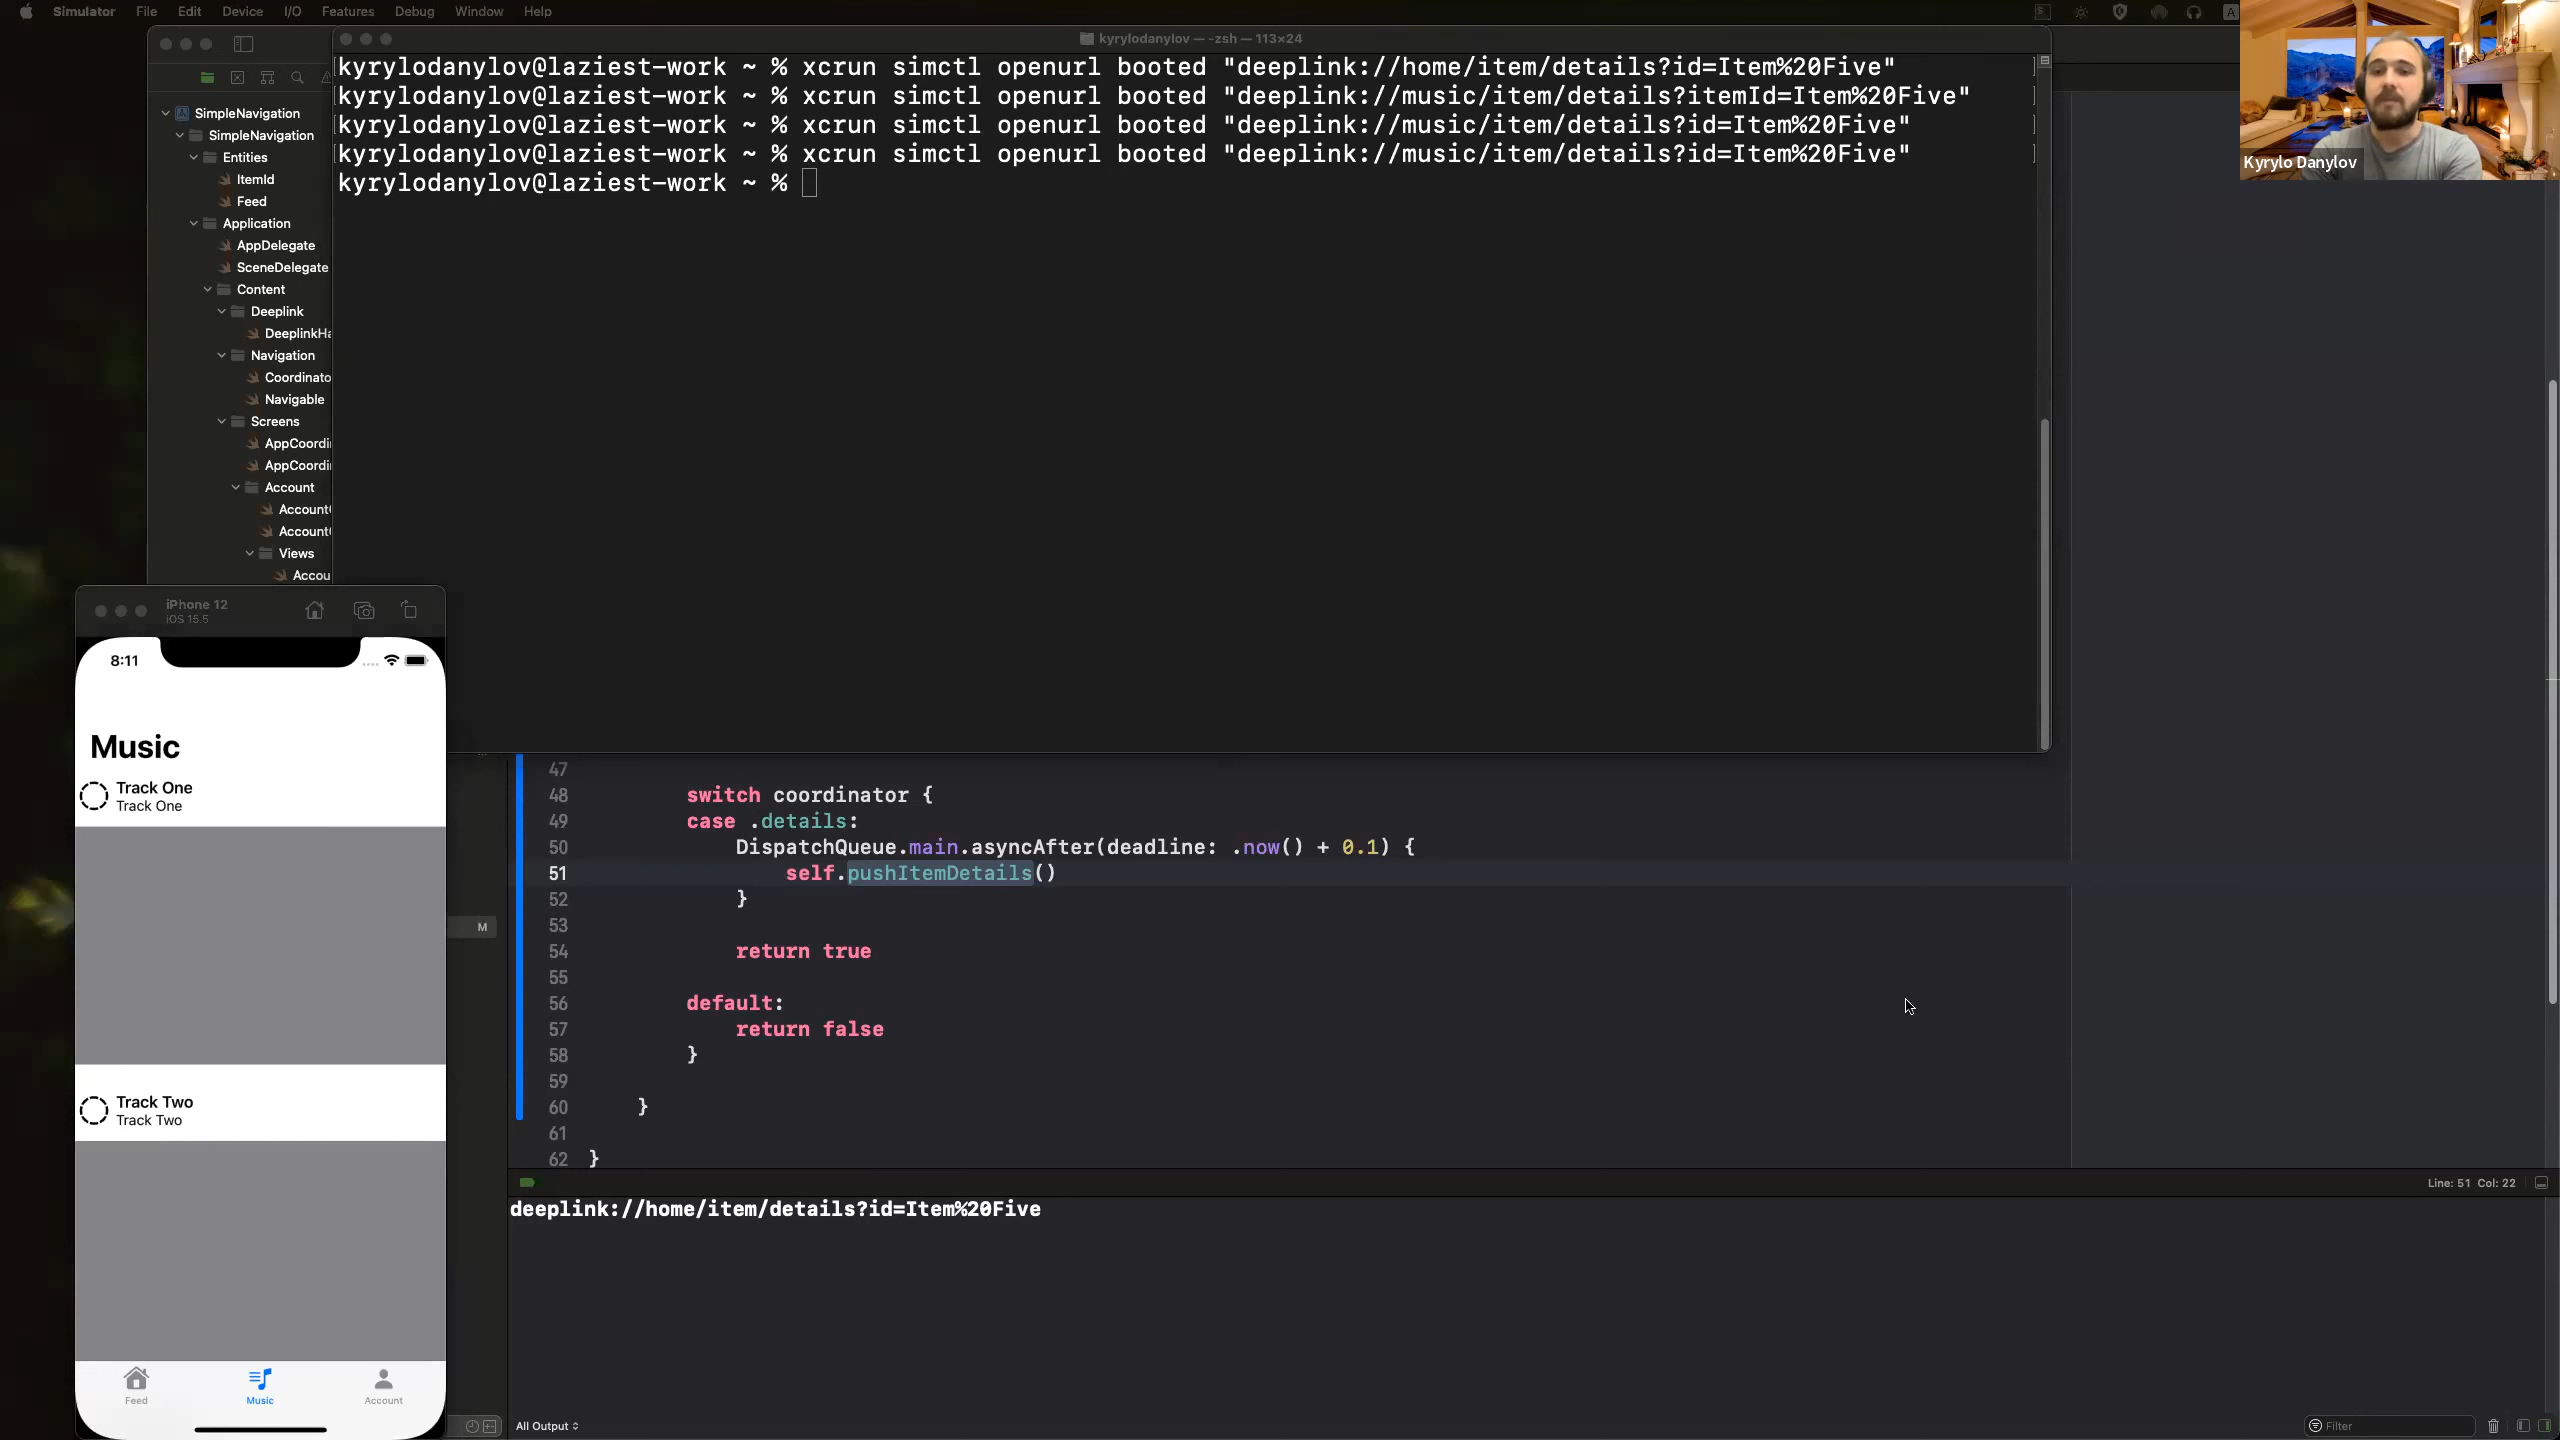 Simulator File Edit Device I/O Features Debug Window Help
kyrylodanylov — -zsh — 113×24
kyrylodanylov@laziest-work ~ % xcrun simctl openurl booted "deeplink://home/item/details?id=Item%20Five"
kyrylodanylov@laziest-work ~ % xcrun simctl openurl booted "deeplink://music/item/details?itemId=Item%20Five"
kyrylodanylov@laziest-work ~ % xcrun simctl openurl booted "deeplink://music/item/details?id=Item%20Five"
kyrylodanylov@laziest-work ~ % xcrun simctl openurl booted "deeplink://music/item/details?id=Item%20Five"
kyrylodanylov@laziest-work ~ %
Kyrylo Danylov
SimpleNavigation
SimpleNavigation
Entities
ItemId
Feed
Application
AppDelegate
SceneDelegate
Content
Deeplink
DeeplinkHa
Navigation
Coordinato
Navigable
Screens
AppCoordi
AppCoordi
Account
Account
Account
Views
Accou
iPhone 12
iOS 15.5
8:11
Music
Track One
Track One
Track Two
Track Two
Feed
Music
Account
M
47
48 switch coordinator {
49 case .details:
50 DispatchQueue.main.asyncAfter(deadline: .now() + 0.1) {
51 self.pushItemDetails()
52 }
53
54 return true
55
56 default:
57 return false
58 }
59
60 }
61
62 }
Line: 51 Col: 22
deeplink://home/item/details?id=Item%20Five
All Output
Filter